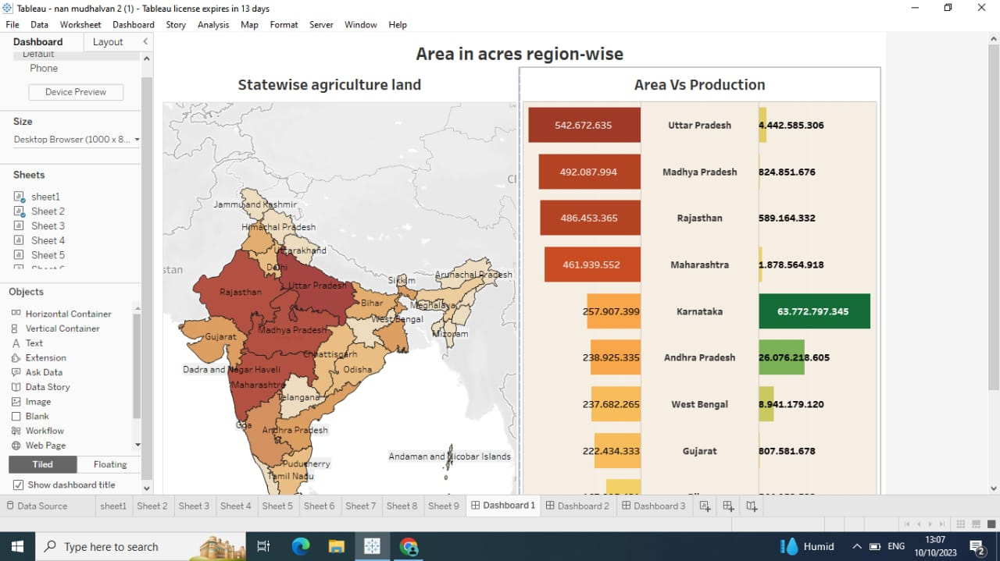 Tableau - nan mudhalvan 2 (1) - Tableau license expires in 13 days
File Data Worksheet Dashboard Story Analysis Map Format Server Window Help
Dashboard Layout
Default
Phone
Device Preview
Size
Desktop Browser (1000 x 8...
Sheets
sheet1
Sheet 2
Sheet 3
Sheet 4
Sheet 5
Objects
Horizontal Container
Vertical Container
Text
Extension
Ask Data
Data Story
Image
Blank
Workflow
Web Page
Tiled Floating
Show dashboard title
Area in acres region-wise
Statewise agriculture land
Jammu and Kashmir
Himachal Pradesh
Uttarakhand
Delhi
Sikkim
Arunachal Pradesh
Uttar Pradesh
Rajasthan
Bihar
Meghalaya
West Bengal
Gujarat
Madhya Pradesh
Mizoram
Chhattisgarh
Dadra and Nagar Haveli
Odisha
Maharashtra
Telangana
Goa
Andhra Pradesh
Andaman and Nicobar Islands
Puducherry
Tamil Nadu
Area Vs Production
542.672.635 Uttar Pradesh 4.442.585.306
492.087.994 Madhya Pradesh 824.851.676
486.453.365 Rajasthan 589.164.332
461.939.552 Maharashtra 1.878.564.918
257.907.399 Karnataka 63.772.797.345
238.925.335 Andhra Pradesh 26.076.218.605
237.682.265 West Bengal 8.941.179.120
222.434.333 Gujarat 807.581.678
Data Source sheet1 Sheet 2 Sheet 3 Sheet 4 Sheet 5 Sheet 6 Sheet 7 Sheet 8 Sheet 9 Dashboard 1 Dashboard 2 Dashboard 3
Type here to search
Humid
ENG
13:07
10/10/2023
2